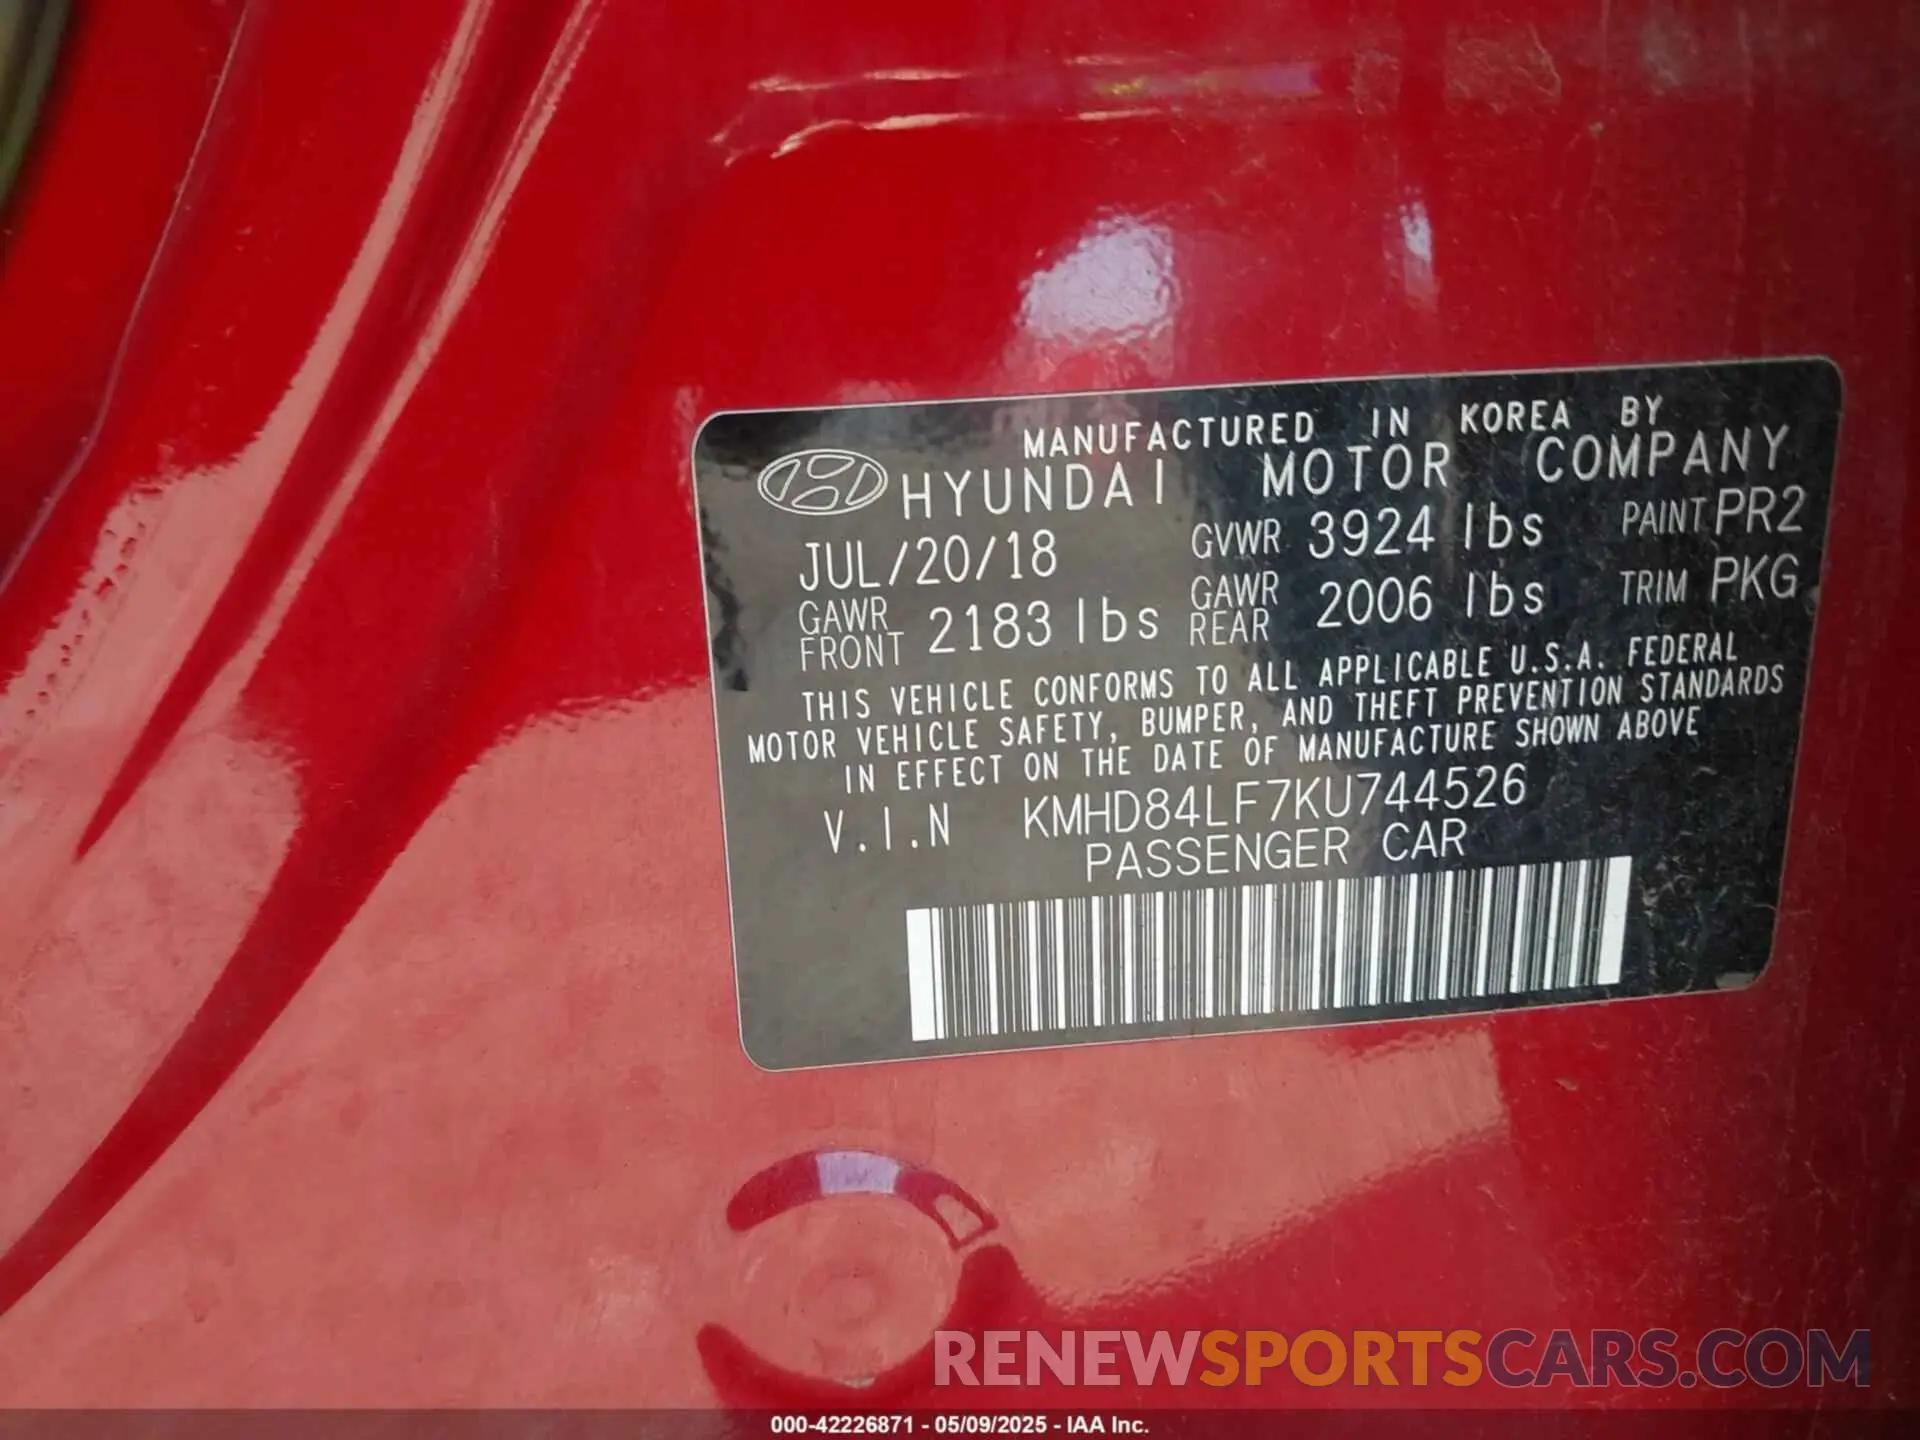 MANUFACTURED IN KOREA BY
HYUNDAI MOTOR COMPANY
JUL/20/18 GVWR 3924 lbs PAINT PR2
GAWR FRONT 2183 lbs GAWR REAR 2006 lbs TRIM PKG
THIS VEHICLE CONFORMS TO ALL APPLICABLE U.S.A. FEDERAL
MOTOR VEHICLE SAFETY, BUMPER, AND THEFT PREVENTION STANDARDS
IN EFFECT ON THE DATE OF MANUFACTURE SHOWN ABOVE
V.I.N KMHD84LF7KU744526
PASSENGER CAR
RENEWSPORTSCARS.COM
000-42226871 - 05/09/2025 - IAA Inc.